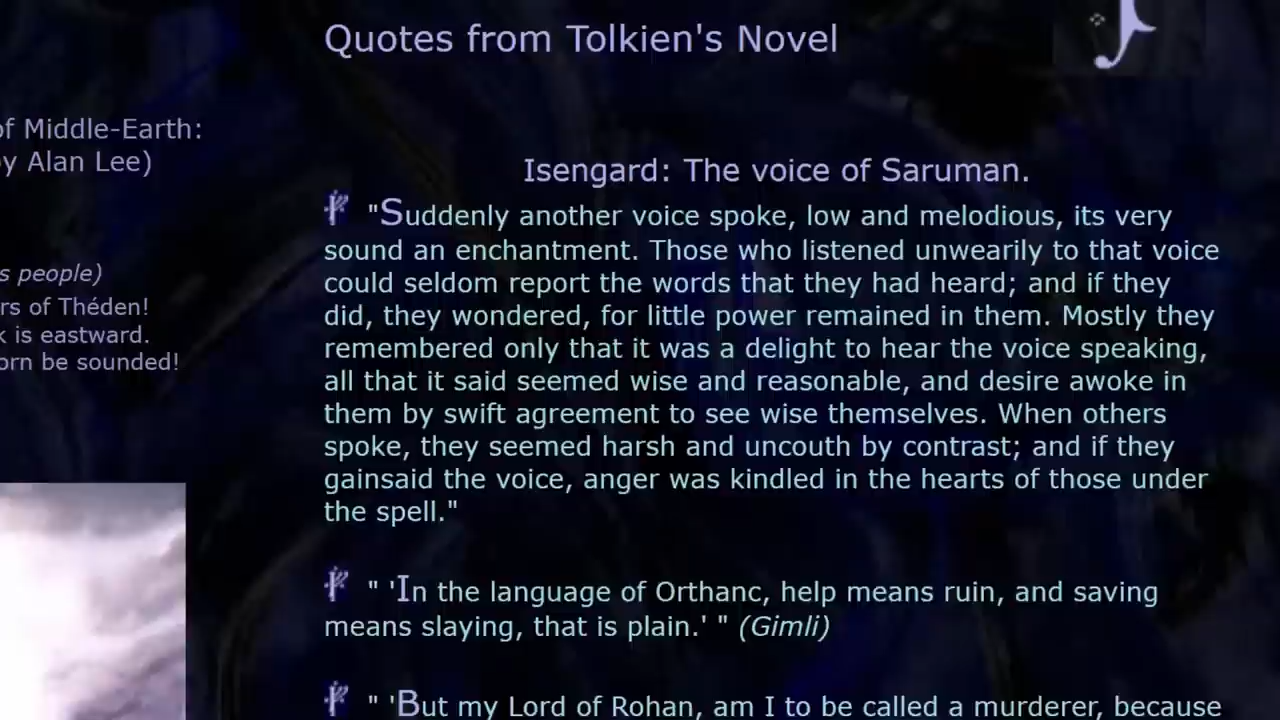 Quotes from Tolkien's Novel
of Middle-Earth:
by Alan Lee)
s people)
rs of Théden!
k is eastward.
orn be sounded!
Isengard: The voice of Saruman.
"Suddenly another voice spoke, low and melodious, its very
sound an enchantment. Those who listened unwearily to that voice
could seldom report the words that they had heard; and if they
did, they wondered, for little power remained in them. Mostly they
remembered only that it was a delight to hear the voice speaking,
all that it said seemed wise and reasonable, and desire awoke in
them by swift agreement to see wise themselves. When others
spoke, they seemed harsh and uncouth by contrast; and if they
gainsaid the voice, anger was kindled in the hearts of those under
the spell."
" 'In the language of Orthanc, help means ruin, and saving
means slaying, that is plain.' " (Gimli)
" 'But my Lord of Rohan, am I to be called a murderer, because